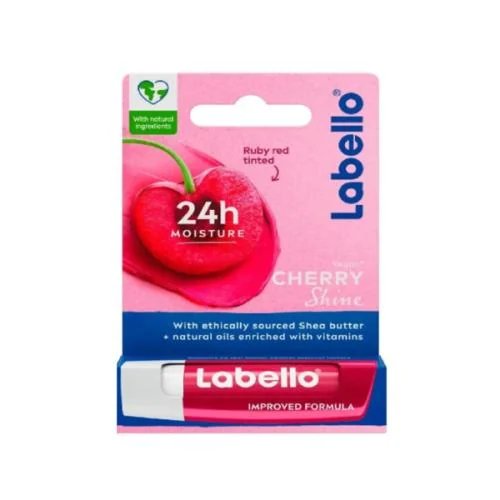 With natural
ingredients
Labello®
Ruby red
tinted
24h
MOISTURE
CHERRY
Shine
With ethically sourced Shea butter
+ natural oils enriched with vitamins
Labello®
IMPROVED FORMULA